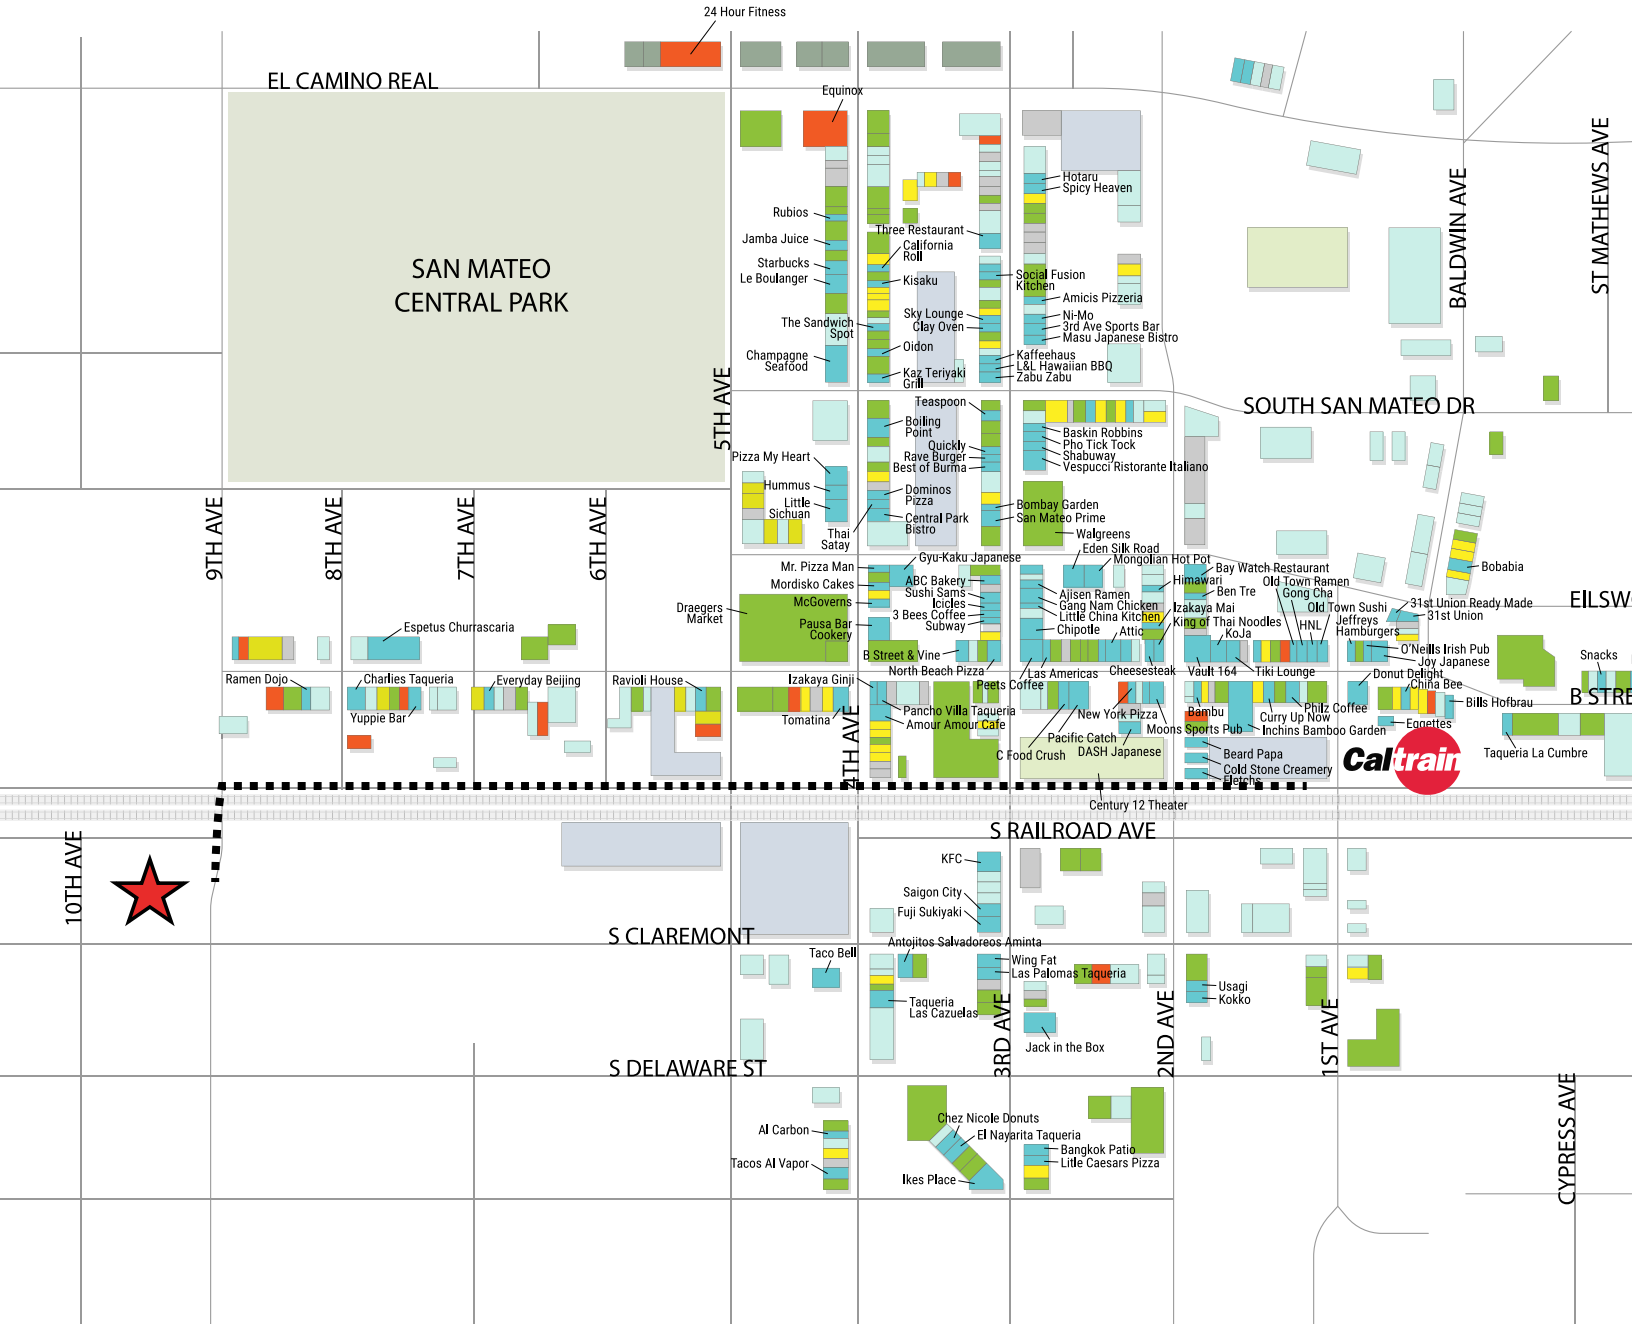 24 Hour Fitness
EL CAMINO REAL
Equinox
SAN MATEO
CENTRAL PARK
ST MATHEWS AVE
BALDWIN AVE
Hotaru
Spicy Heaven
Rubios
Three Restaurant
Jamba Juice
California
Roll
Starbucks
Le Boulanger
Kisaku
Social Fusion
Kitchen
Amicis Pizzeria
The Sandwich
Spot
Sky Lounge
Clay Oven
Ni-Mo
3rd Ave Sports Bar
Masu Japanese Bistro
Oidon
Champagne
Seafood
Kaffeehaus
L&L Hawaiian BBQ
Zabu Zabu
Kaz Teriyaki
Grill
5TH AVE
SOUTH SAN MATEO DR
Teaspoon
Boiling
Point
Baskin Robbins
Pho Tick Tock
Shabuway
Vespucci Ristorante Italiano
Quickly
Rave Burger
Best of Burma
Pizza My Heart
Hummus
Little
Sichuan
Dominos
Pizza
Central Park
Bistro
Thai
Satay
Bombay Garden
San Mateo Prime
Walgreens
9TH AVE
8TH AVE
7TH AVE
6TH AVE
Eden Silk Road
Mongolian Hot Pot
Gyu-Kaku Japanese
Mr. Pizza Man
Mordisko Cakes
McGoverns
Pausa Bar
Cookery
ABC Bakery
Sushi Sams
Icicles
3 Bees Coffee
Subway
Ajisen Ramen
Gang Nam Chicken
Little China Kitchen
Chipotle
Attic
Himawari
Izakaya Mai
King of Thai Noodles
KoJa
Bay Watch Restaurant
Ben Tre
Old Town Ramen
Gong Cha
Old Town Sushi
HNL
Jeffreys
Hamburgers
Bobabia
31st Union Ready Made
31st Union
O'Neills Irish Pub
Joy Japanese
EILSW
Snacks
B STRE
Draegers
Market
Espetus Churrascaria
B Street & Vine
North Beach Pizza
Las Americas
Peets Coffee
Cheesesteak
Vault 164
Tiki Lounge
Donut Delight
China Bee
Bills Hofbrau
Eggettes
Ramen Dojo
Charlies Taqueria
Yuppie Bar
Everyday Beijing
Ravioli House
Izakaya Ginji
Tomatina
Pancho Villa Taqueria
Amour Amour Cafe
4TH AVE
C Food Crush
Pacific Catch
New York Pizza
DASH Japanese
Moons Sports Pub
Bambu
Curry Up Now
Philz Coffee
Inchins Bamboo Garden
Beard Papa
Cold Stone Creamery
Fletchs
Caltrain
Taqueria La Cumbre
Century 12 Theater
S RAILROAD AVE
10TH AVE
KFC
Saigon City
Fuji Sukiyaki
S CLAREMONT
Antojitos Salvadoreos Aminta
Taco Bell
Wing Fat
Las Palomas Taqueria
Taqueria
Las Cazuelas
Usagi
Kokko
Jack in the Box
3RD AVE
2ND AVE
1ST AVE
S DELAWARE ST
CYPRESS AVE
Al Carbon
Tacos Al Vapor
Chez Nicole Donuts
El Nayarita Taqueria
Ikes Place
Bangkok Patio
Litle Caesars Pizza